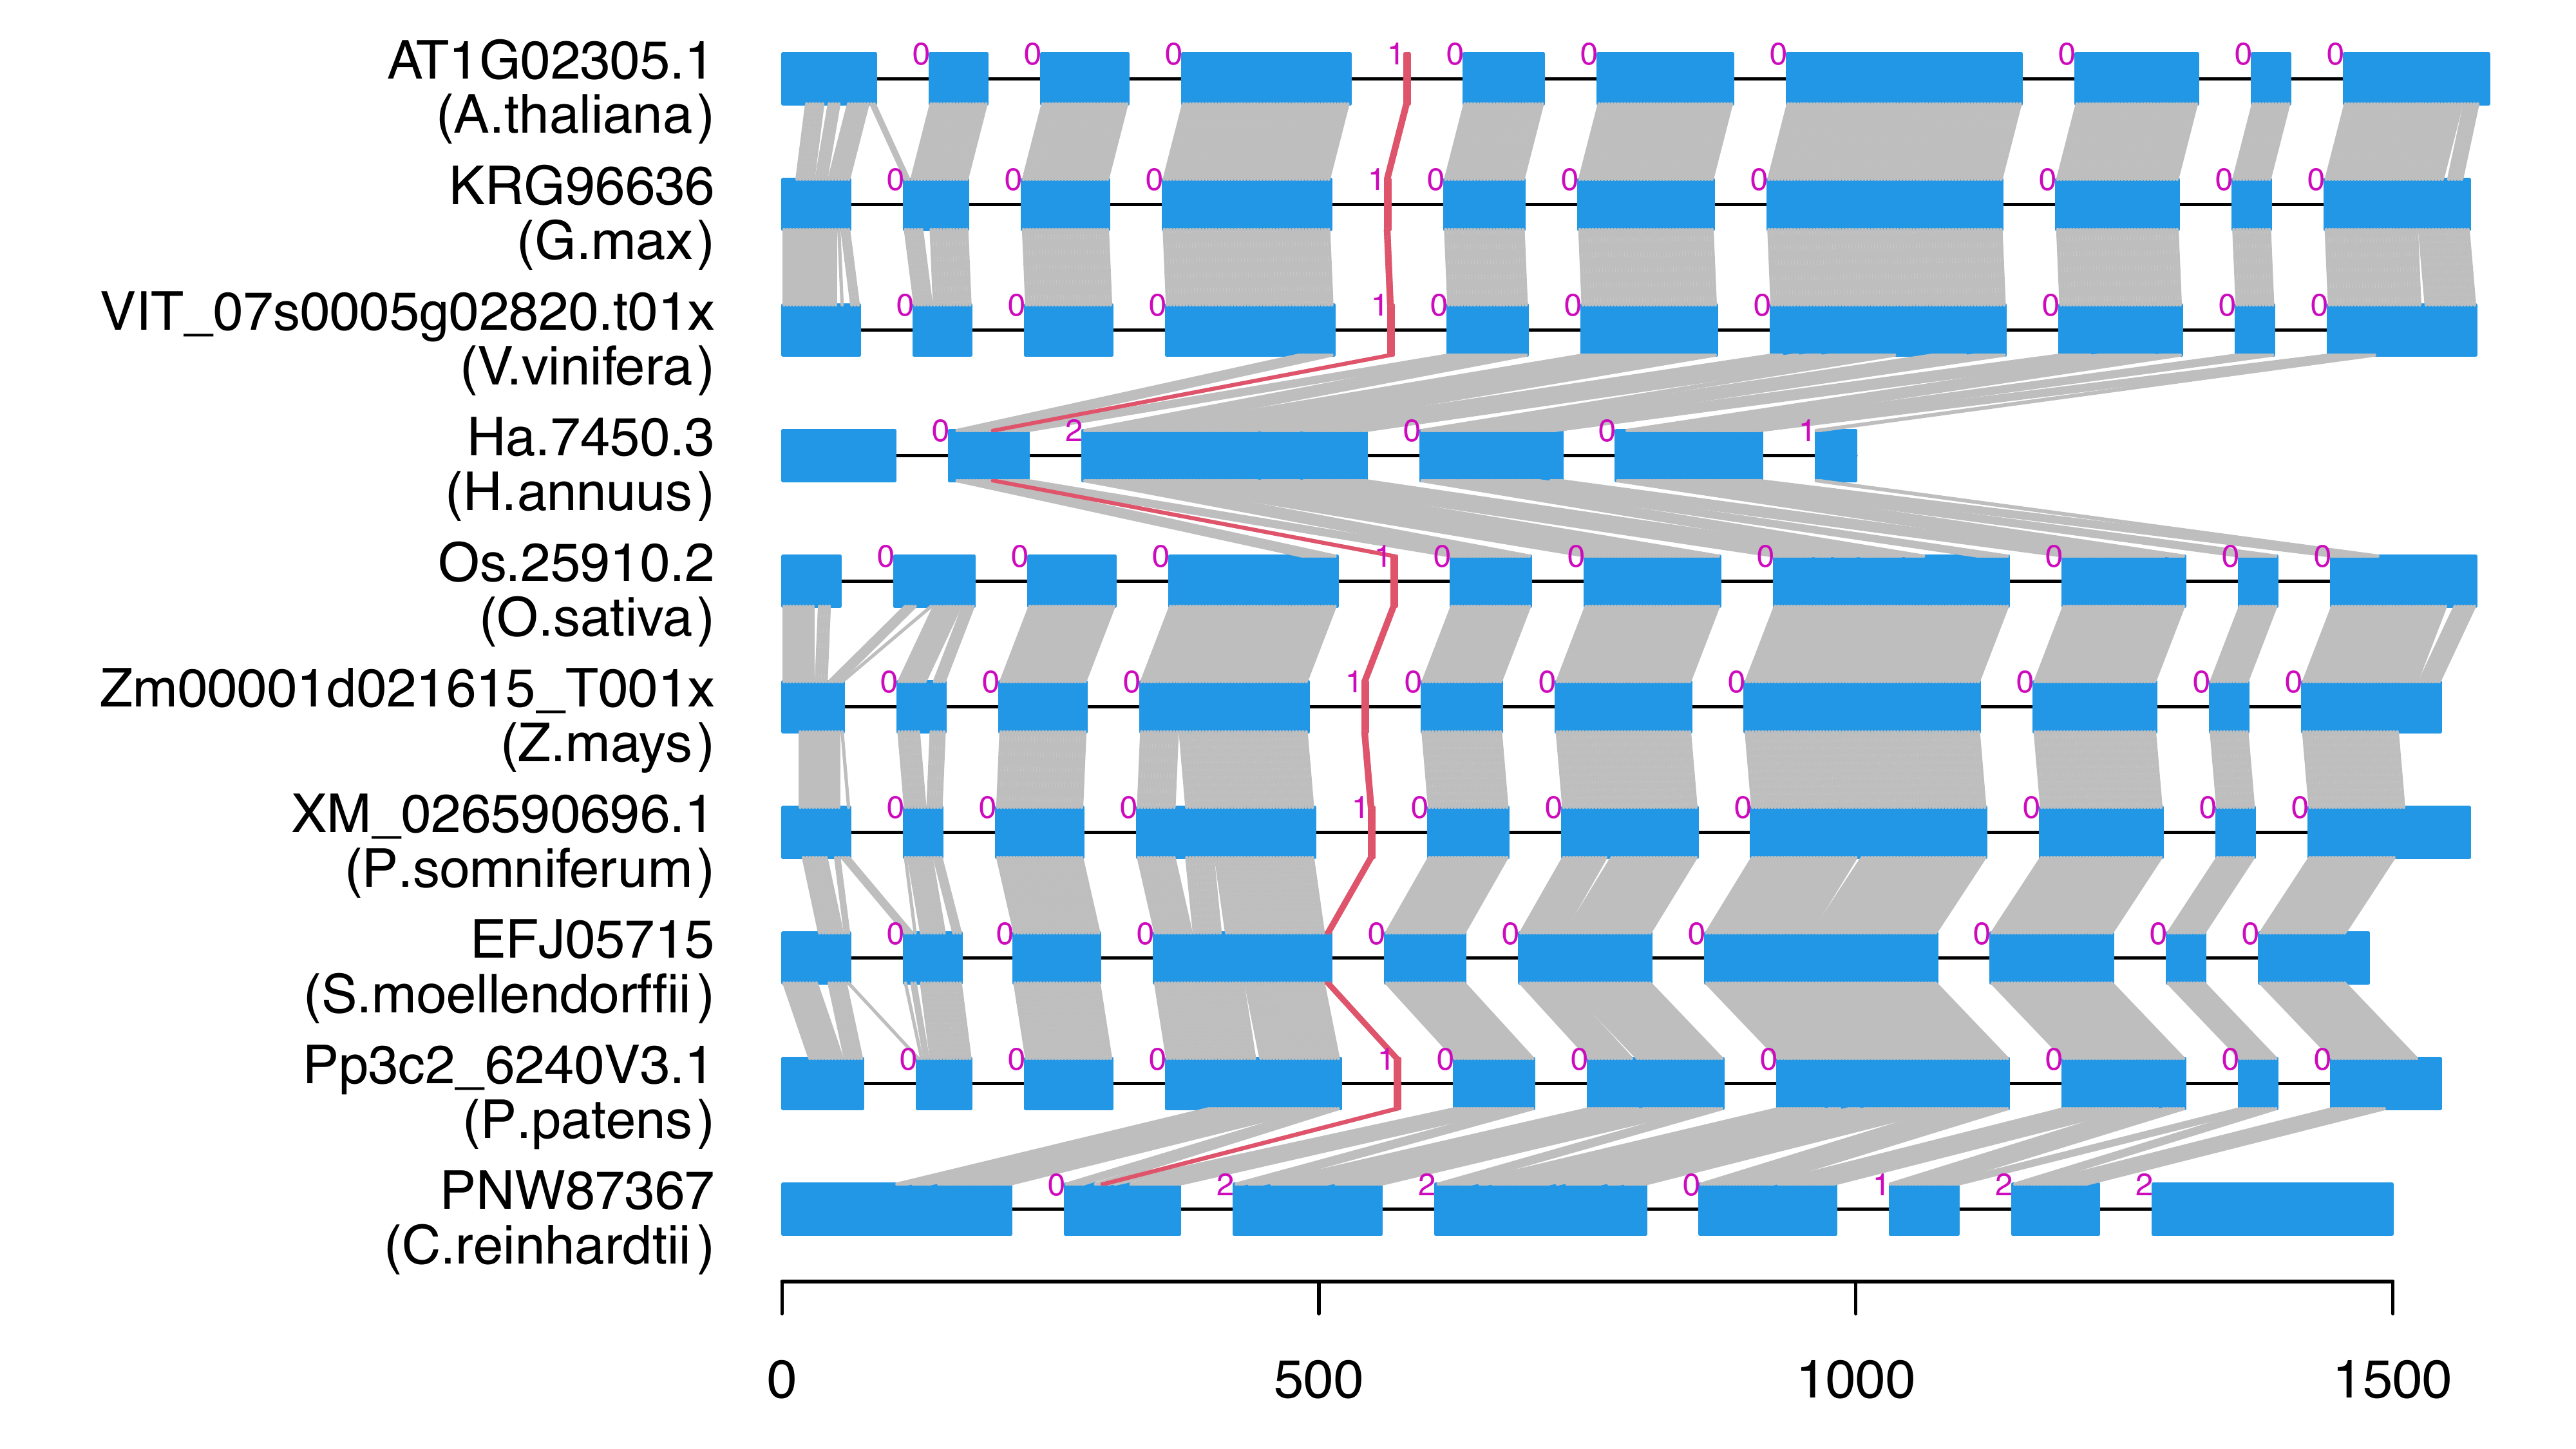 0 0 0 1 0 0 0 0 0 0
AT1G02305.1
(A.thaliana)
0 0 0 1 0 0 0 0 0 0
KRG96636
(G.max)
0 0 0 1 0 0 0 0 0 0
VIT_07s0005g02820.t01x
(V.vinifera)
0 2 0 0 1
Ha.7450.3
(H.annuus)
0 0 0 1 0 0 0 0 0 0
Os.25910.2
(O.sativa)
0 0 0 1 0 0 0 0 0 0
Zm00001d021615_T001x
(Z.mays)
0 0 0 1 0 0 0 0 0 0
XM_026590696.1
(P.somniferum)
0 0 0 0 0 0 0 0 0
EFJ05715
(S.moellendorffii)
0 0 0 1 0 0 0 0 0 0
Pp3c2_6240V3.1
(P.patens)
0 2 2 0 1 2 2
PNW87367
(C.reinhardtii)
0 500 1000 1500